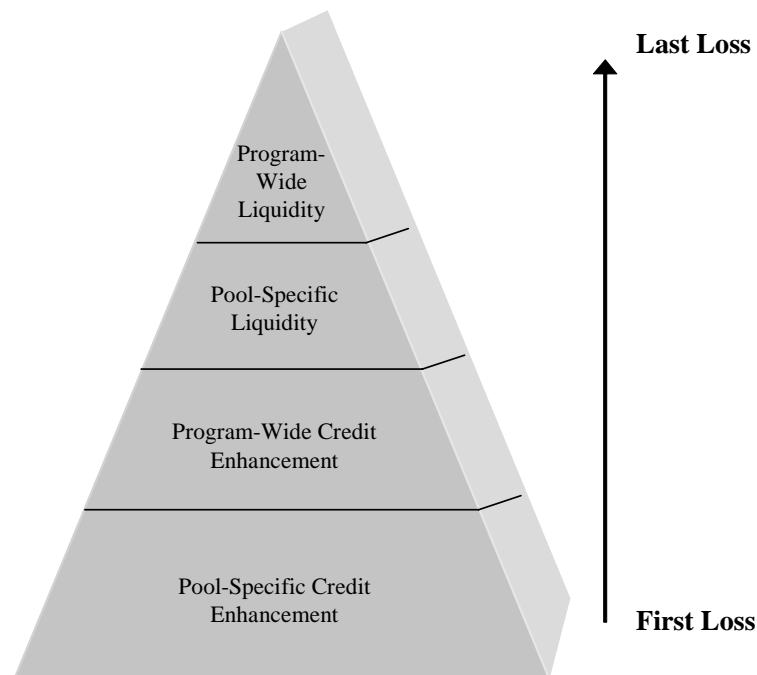 Last Loss
Program-
Wide
Liquidity
Pool-Specific
Liquidity
Program-Wide Credit
Enhancement
Pool-Specific Credit
Enhancement
First Loss